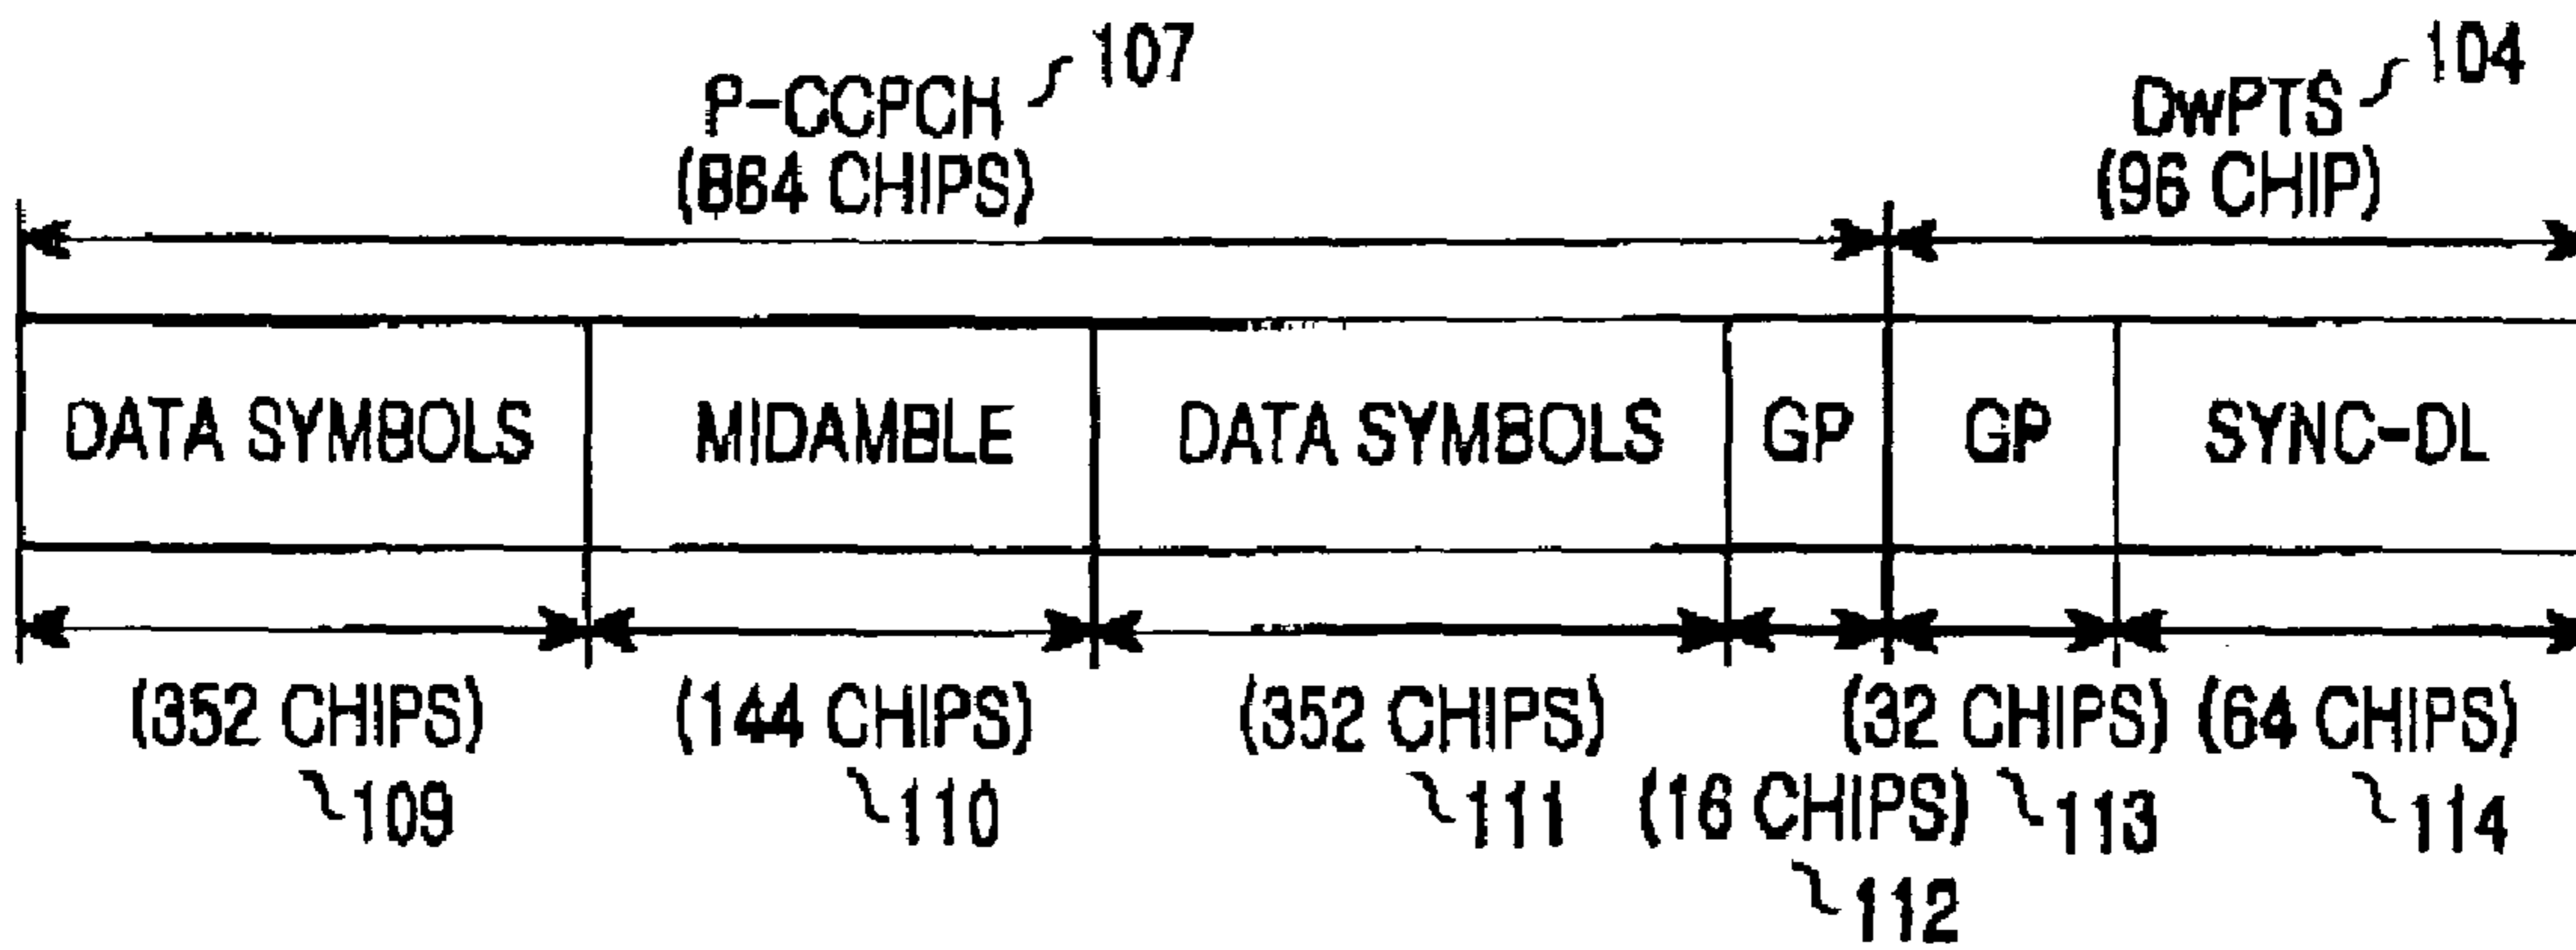 P-CCPCH 107
(864 CHIPS)
DwPTS 104
(96 CHIP)
DATA SYMBOLS
MIDAMBLE
DATA SYMBOLS
GP
GP
SYNC-DL
(352 CHIPS)
109
(144 CHIPS)
110
(352 CHIPS)
111
(16 CHIPS)
112
(32 CHIPS)
113
(64 CHIPS)
114